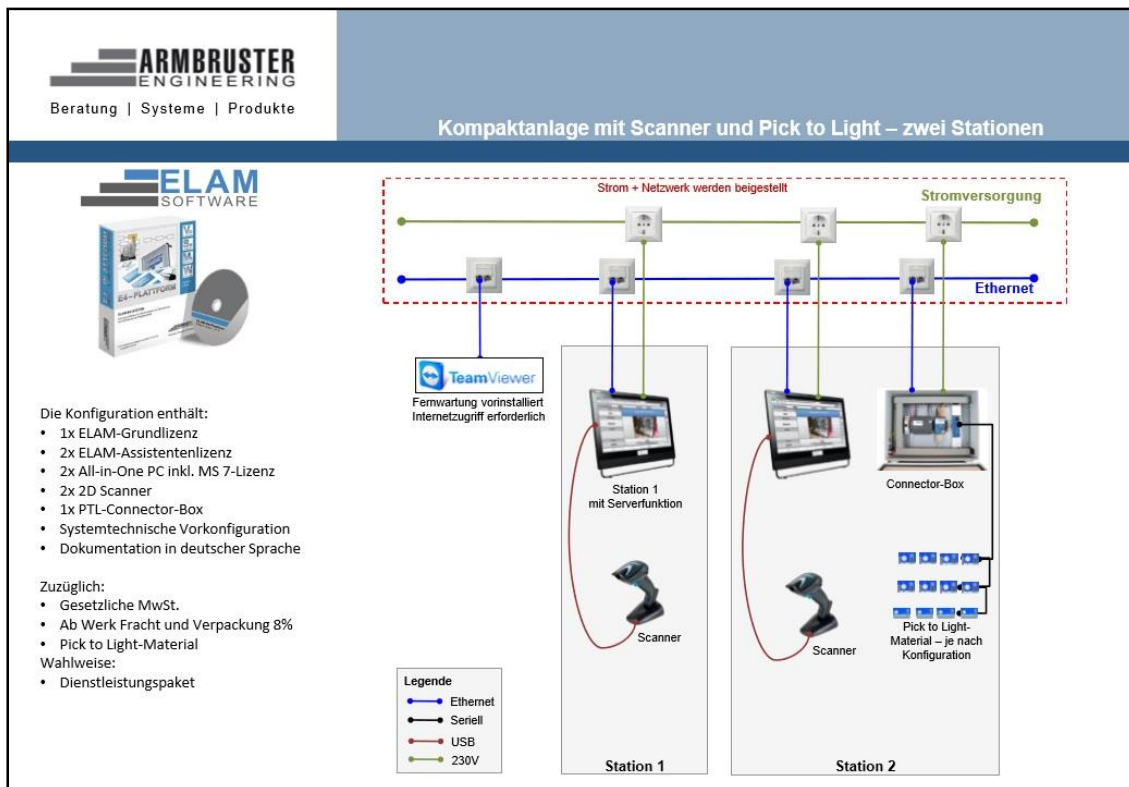 ARMBRUSTER
ENGINEERING
Beratung | Systeme | Produkte
Kompaktanlage mit Scanner und Pick to Light – zwei Stationen
ELAM
SOFTWARE
E4-PLATTFORM
ARMBRUSTER
Die Konfiguration enthält:
• 1x ELAM-Grundlizenz
• 2x ELAM-Assistentenlizenz
• 2x All-in-One PC inkl. MS 7-Lizenz
• 2x 2D Scanner
• 1x PTL-Connector-Box
• Systemtechnische Vorkonfiguration
• Dokumentation in deutscher Sprache
Zuzüglich:
• Gesetzliche MwSt.
• Ab Werk Fracht und Verpackung 8%
• Pick to Light-Material
Wahlweise:
• Dienstleistungspaket
Strom + Netzwerk werden beigestellt
Stromversorgung
Ethernet
TeamViewer
Fernwartung vorinstalliert
Internetzugriff erforderlich
Station 1
mit Serverfunktion
Scanner
Station 1
Connector-Box
Scanner
Pick to Light-
Material – je nach
Konfiguration
Station 2
Legende
Ethernet
Seriell
USB
230V